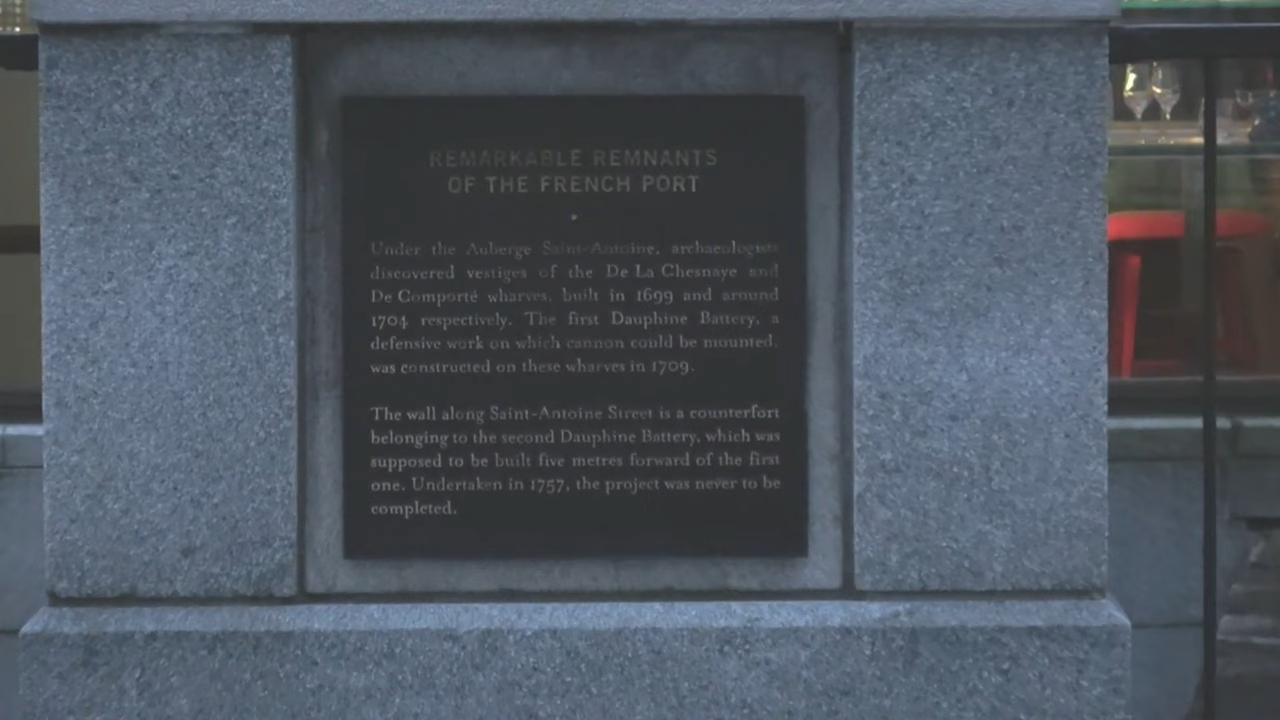 REMARKABLE REMNANTS
OF THE FRENCH PORT
Under the Auberge Saint-Antoine, archaeologists
discovered vestiges of the De La Chesnaye and
De Comporté wharves, built in 1699 and around
1704 respectively. The first Dauphine Battery, a
defensive work on which cannon could be mounted,
was constructed on these wharves in 1709.
The wall along Saint-Antoine Street is a counterfort
belonging to the second Dauphine Battery, which was
supposed to be built five metres forward of the first
one. Undertaken in 1757, the project was never to be
completed.